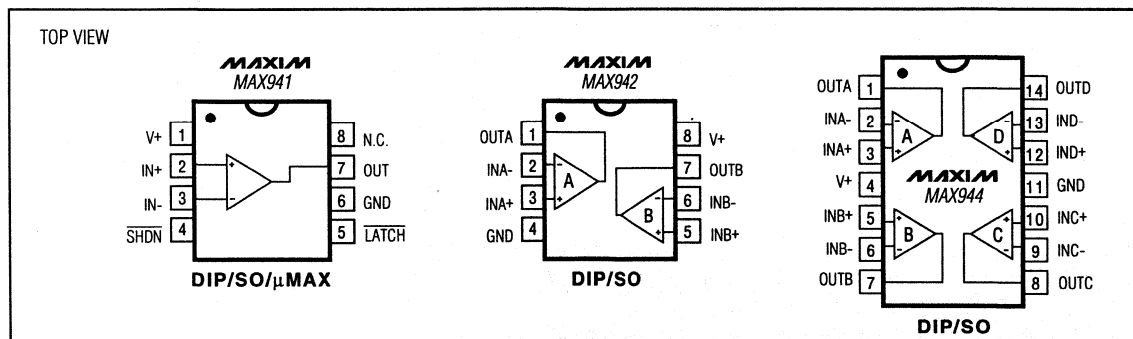 TOP VIEW
MAXIM
MAX941
V+ 1
IN+ 2
IN- 3
SHDN 4
8 N.C.
7 OUT
6 GND
5 LATCH
+
-
DIP/SO/μMAX
MAXIM
MAX942
OUTA 1
INA- 2
INA+ 3
GND 4
8 V+
7 OUTB
6 INB-
5 INB+
- A +
- B +
DIP/SO
OUTA 1
INA- 2
INA+ 3
V+ 4
INB+ 5
INB- 6
OUTB 7
14 OUTD
13 IND-
12 IND+
11 GND
10 INC+
9 INC-
8 OUTC
- A +
- D +
MAXIM
MAX944
+ B -
+ C -
DIP/SO